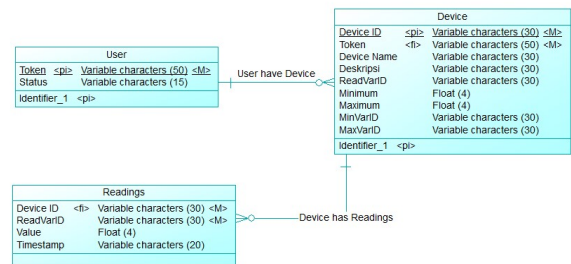 User
Token <pi> Variable characters (50) <M>
Status Variable characters (15)
Identifier_1 <pi>
User have Device
Device
Device ID <pi> Variable characters (30) <M>
Token <fi> Variable characters (50) <M>
Device Name Variable characters (30)
Deskripsi Variable characters (30)
ReadVarID Variable characters (30)
Minimum Float (4)
Maximum Float (4)
MinVarID Variable characters (30)
MaxVarID Variable characters (30)
Identifier_1 <pi>
Readings
Device ID <fi> Variable characters (30) <M>
ReadVarID Variable characters (30) <M>
Value Float (4)
Timestamp Variable characters (20)
Device has Readings